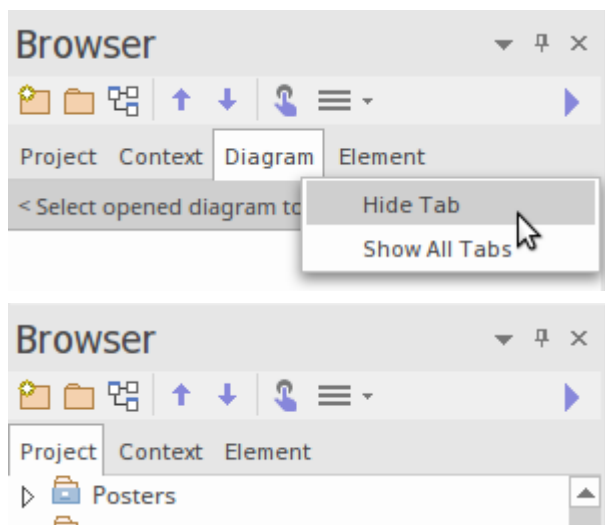 Browser
Project Context Diagram Element
< Select opened diagram to
Hide Tab
Show All Tabs
Browser
Project Context Element
Posters